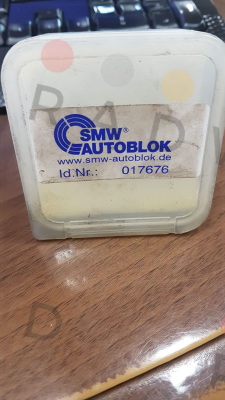 SMW®
AUTOBLOK
www.smw-autoblok.de
Id.Nr.: 017676